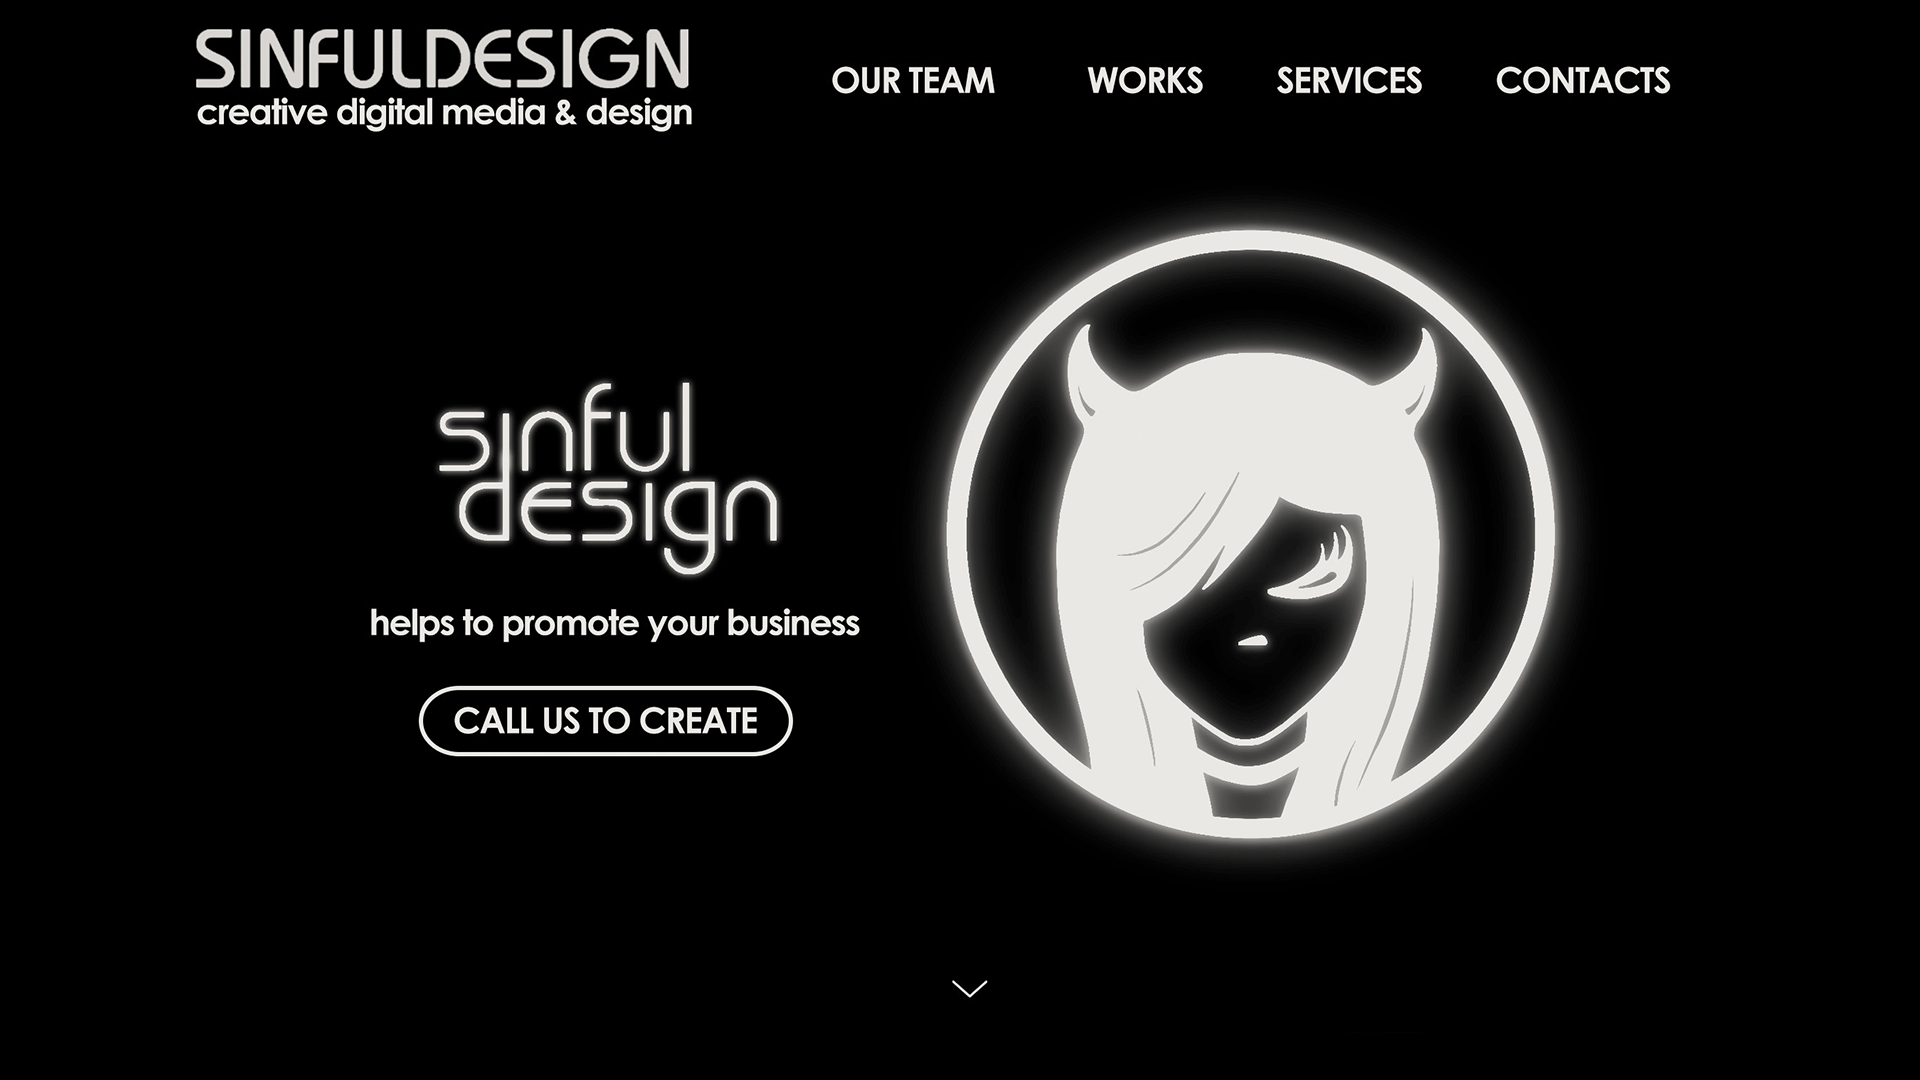 SINFULDESIGN
creative digital media & design
OUR TEAM
WORKS
SERVICES
CONTACTS
sinful
design
helps to promote your business
CALL US TO CREATE